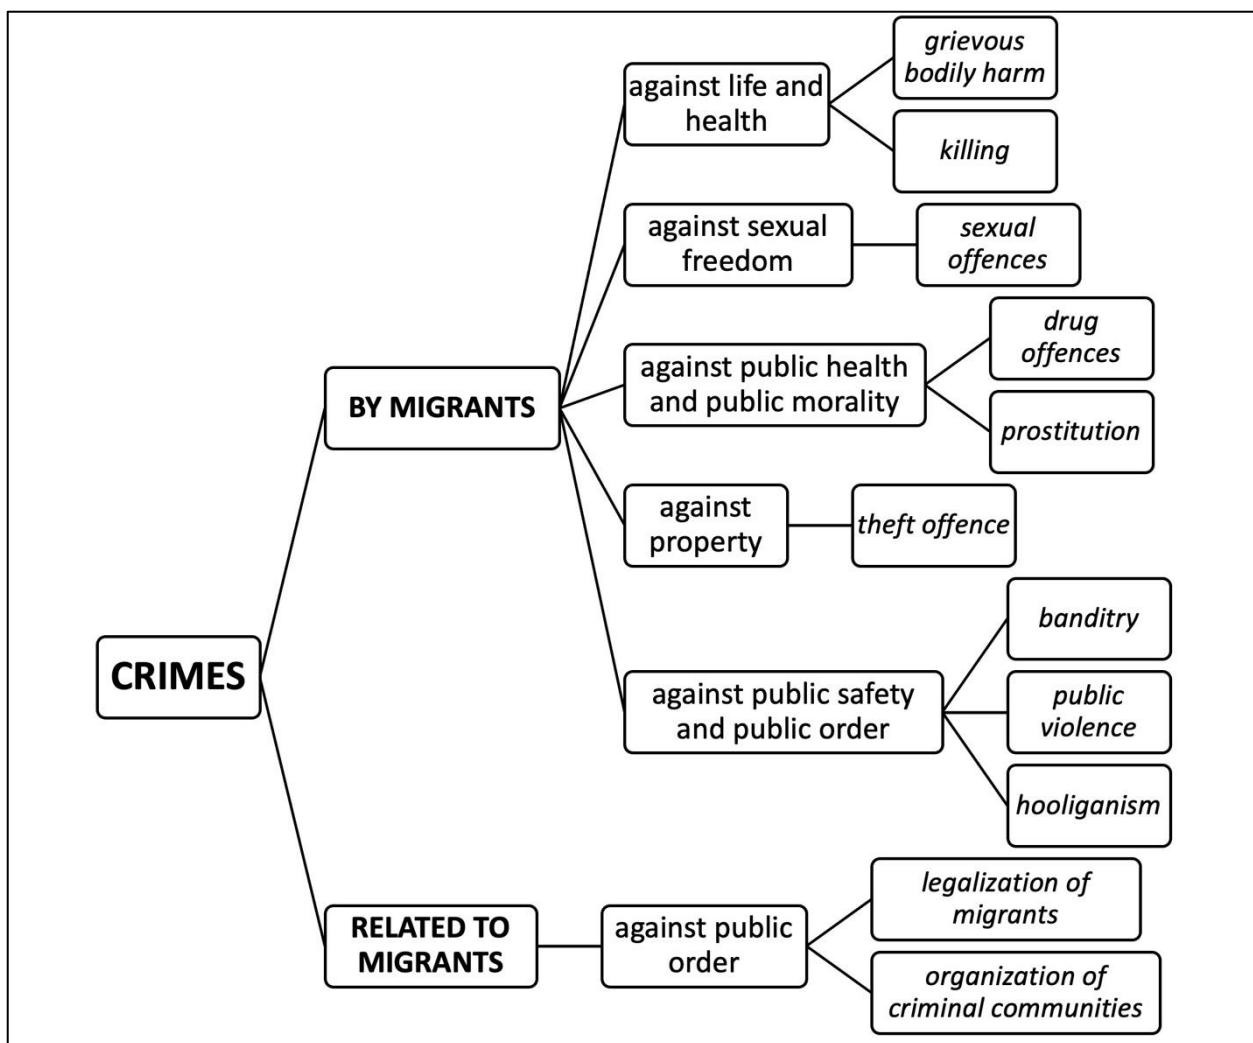 CRIMES
BY MIGRANTS
against life and
health
grievous
bodily harm
killing
against sexual
freedom
sexual
offences
against public health
and public morality
drug
offences
prostitution
against
property
theft offence
against public safety
and public order
banditry
public
violence
hooliganism
RELATED TO
MIGRANTS
against public
order
legalization of
migrants
organization of
criminal communities